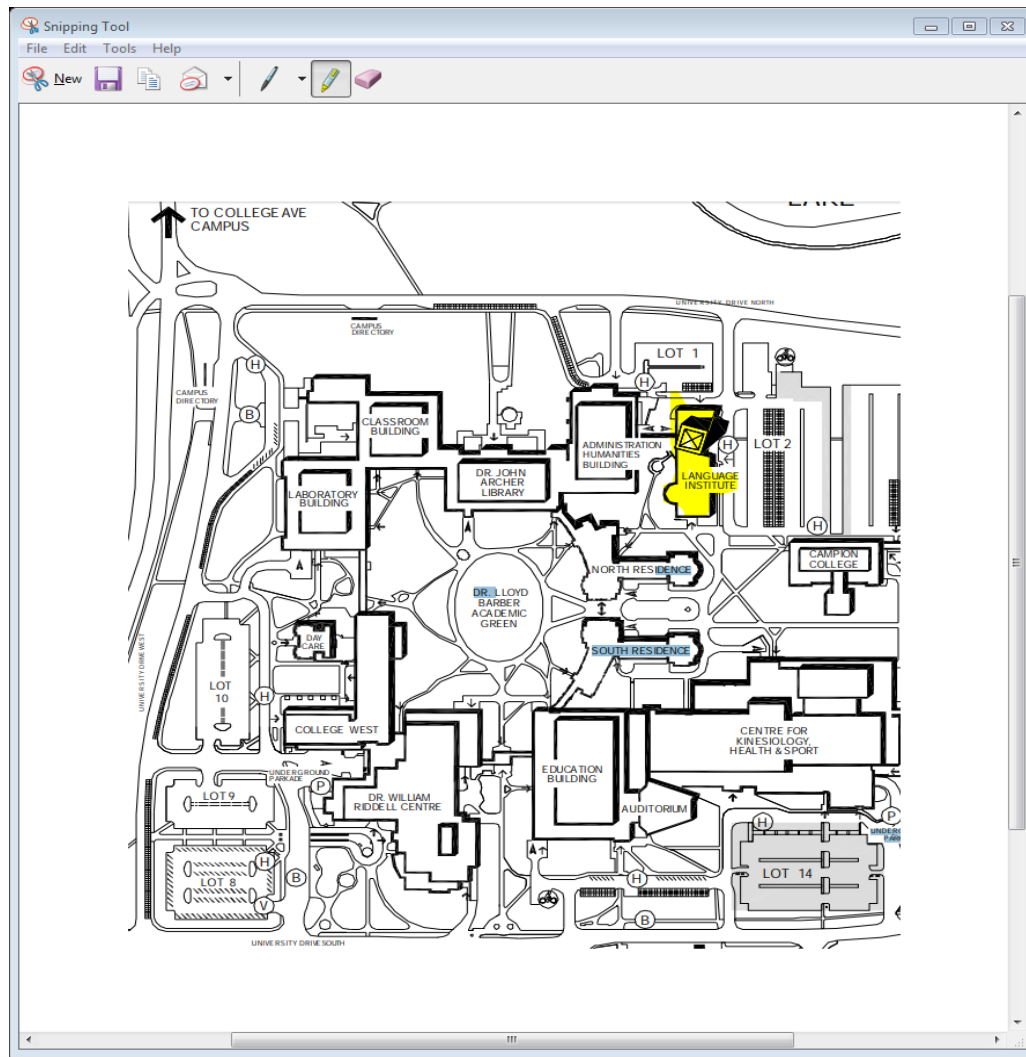 Snipping Tool
File Edit Tools Help
New
LAKE
TO COLLEGE AVE
CAMPUS
UNIVERSITY DRIVE NORTH
CAMPUS
DIRECTORY
LOT 1
H
H
CAMPUS
DIRECTORY
B
CLASSROOM
BUILDING
ADMINISTRATION
HUMANITIES
BUILDING
H
LOT 2
DR. JOHN
ARCHER
LIBRARY
LANGUAGE
INSTITUTE
LABORATORY
BUILDING
H
CAMPION
COLLEGE
NORTH RESIDENCE
DR. LLOYD
BARBER
ACADEMIC
GREEN
DAY
CARE
SOUTH RESIDENCE
UNIVERSITY DRIVE WEST
LOT
10
H
COLLEGE WEST
CENTRE FOR
KINESIOLOGY,
HEALTH & SPORT
UNDERGROUND
PARKADE
P
EDUCATION
BUILDING
LOT 9
DR. WILLIAM
RIDDELL CENTRE
AUDITORIUM
P
H
H
LOT 8
B
H
LOT 14
V
B
UNIVERSITY DRIVE SOUTH